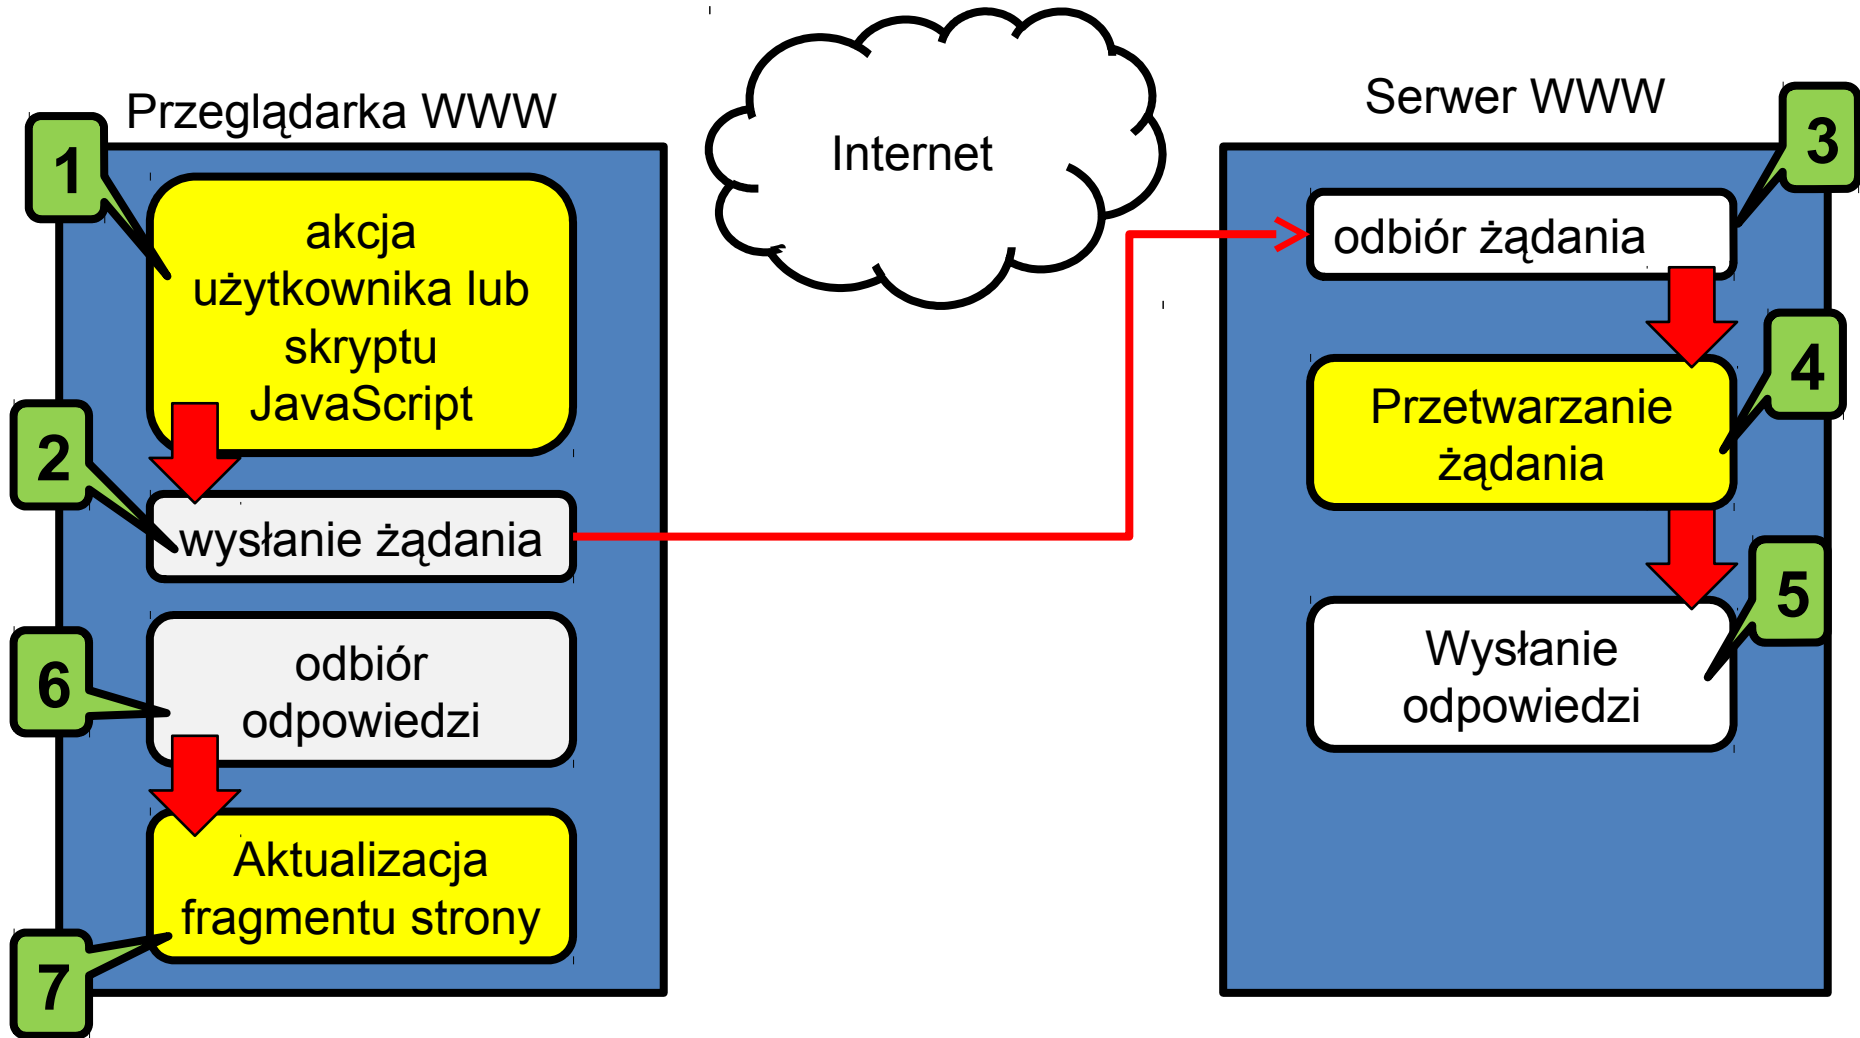 Przeglądarka WWW
1
akcja
użytkownika lub
skryptu
JavaScript
2
wysłanie żądania
6
odbiór
odpowiedzi
Aktualizacja
fragmentu strony
7
Internet
Serwer WWW
3
odbiór żądania
4
Przetwarzanie
żądania
5
Wysłanie
odpowiedzi